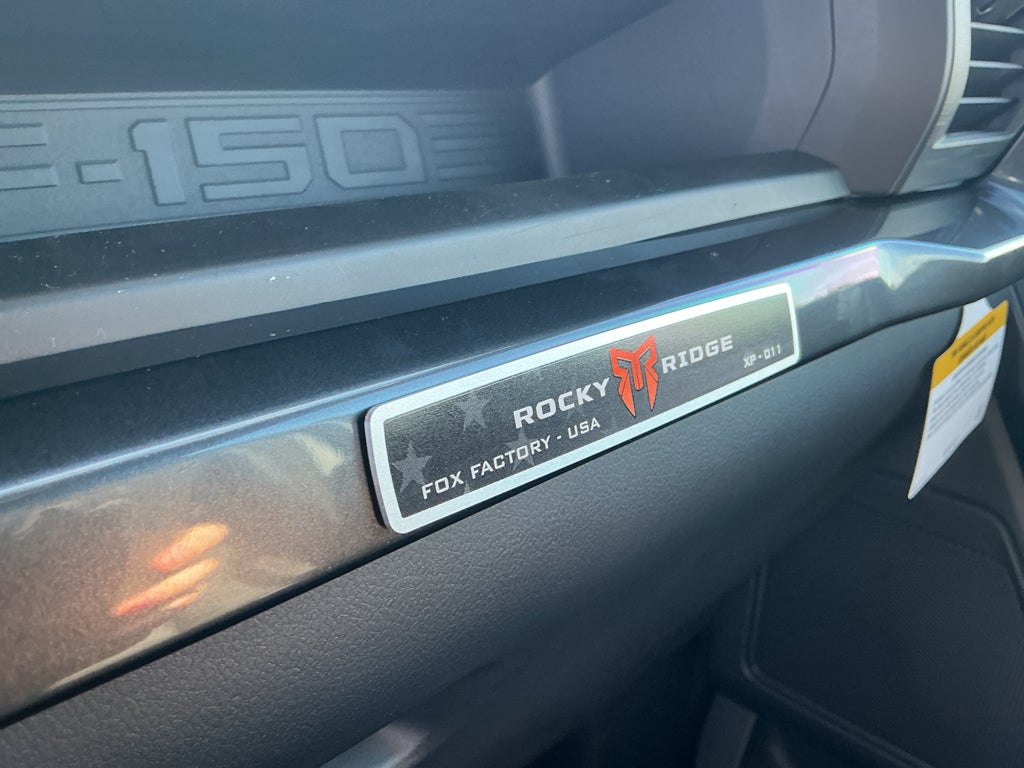 F-150
ROCKY RIDGE
XP-011
FOX FACTORY - USA